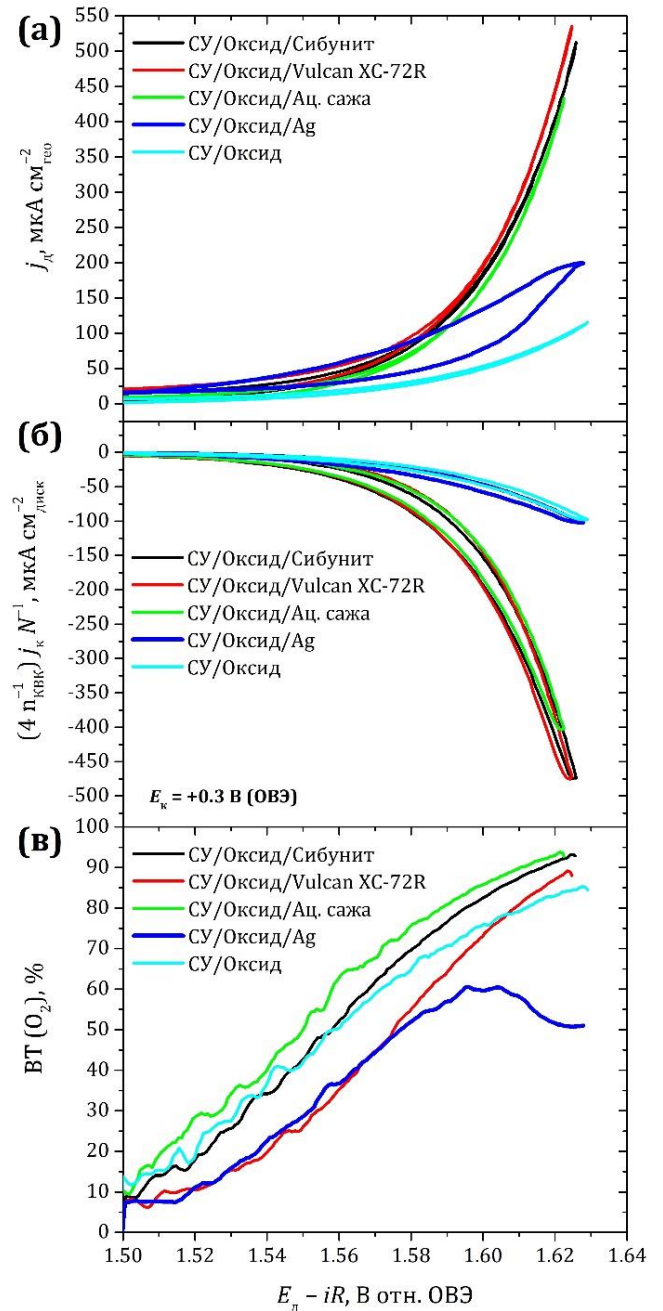 (а)
550
500
450
400
350
300
250
200
150
100
50
0
j_д, мкА см⁻²_гео
СУ/Оксид/Сибунит
СУ/Оксид/Vulcan XC-72R
СУ/Оксид/Ац. сажа
СУ/Оксид/Ag
СУ/Оксид
(б)
0
-50
-100
-150
-200
-250
-300
-350
-400
-450
-500
(4 n⁻¹_КВК) j_к N⁻¹, мкА см⁻²_диск
СУ/Оксид/Сибунит
СУ/Оксид/Vulcan XC-72R
СУ/Оксид/Ац. сажа
СУ/Оксид/Ag
СУ/Оксид
E_к = +0.3 В (ОВЭ)
(в)
100
90
80
70
60
50
40
30
20
10
0
ВТ (O₂), %
СУ/Оксид/Сибунит
СУ/Оксид/Vulcan XC-72R
СУ/Оксид/Ац. сажа
СУ/Оксид/Ag
СУ/Оксид
1.50 1.52 1.54 1.56 1.58 1.60 1.62 1.64
E_д – iR, В отн. ОВЭ